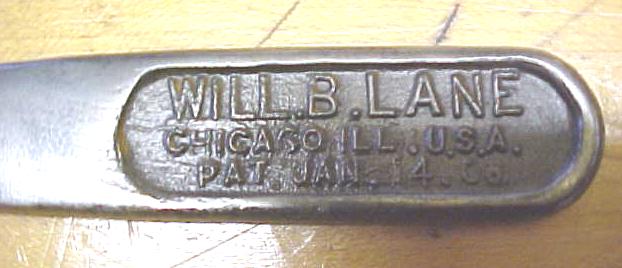 WILL.B.LANE
CHICAGO ILL.U.S.A.
PAT. JAN. 14.